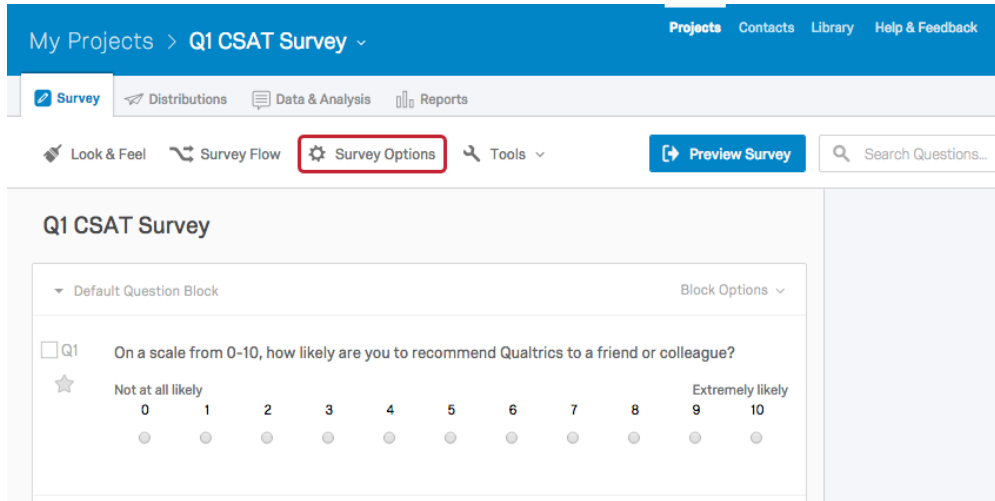 My Projects > Q1 CSAT Survey
Projects Contacts Library Help & Feedback
Survey Distributions Data & Analysis Reports
Look & Feel Survey Flow Survey Options Tools Preview Survey Search Questions...
Q1 CSAT Survey
Default Question Block Block Options
Q1 On a scale from 0-10, how likely are you to recommend Qualtrics to a friend or colleague?
Not at all likely Extremely likely
0 1 2 3 4 5 6 7 8 9 10